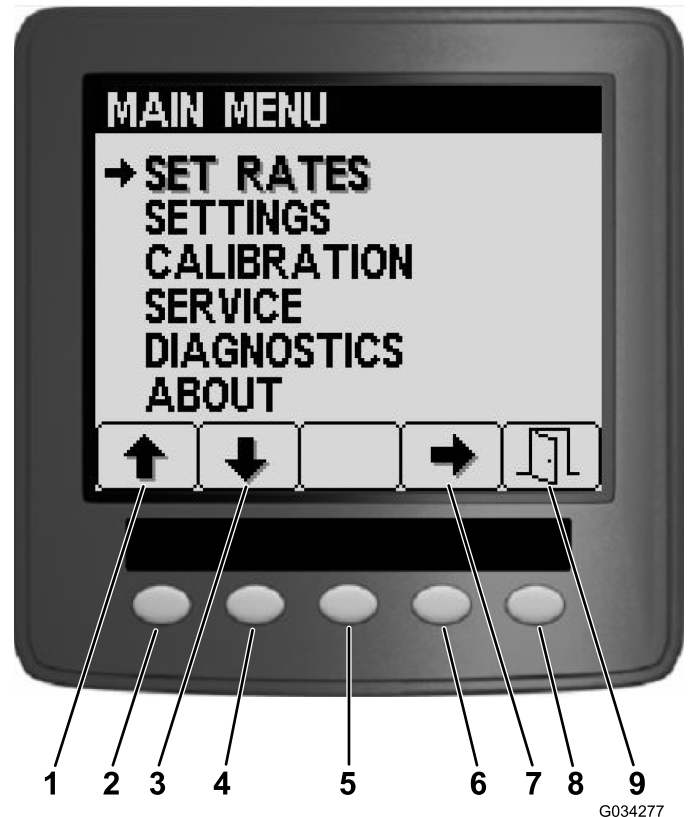 MAIN MENU
SET RATES
SETTINGS
CALIBRATION
SERVICE
DIAGNOSTICS
ABOUT
1 2 3 4 5 6 7 8 9
G034277